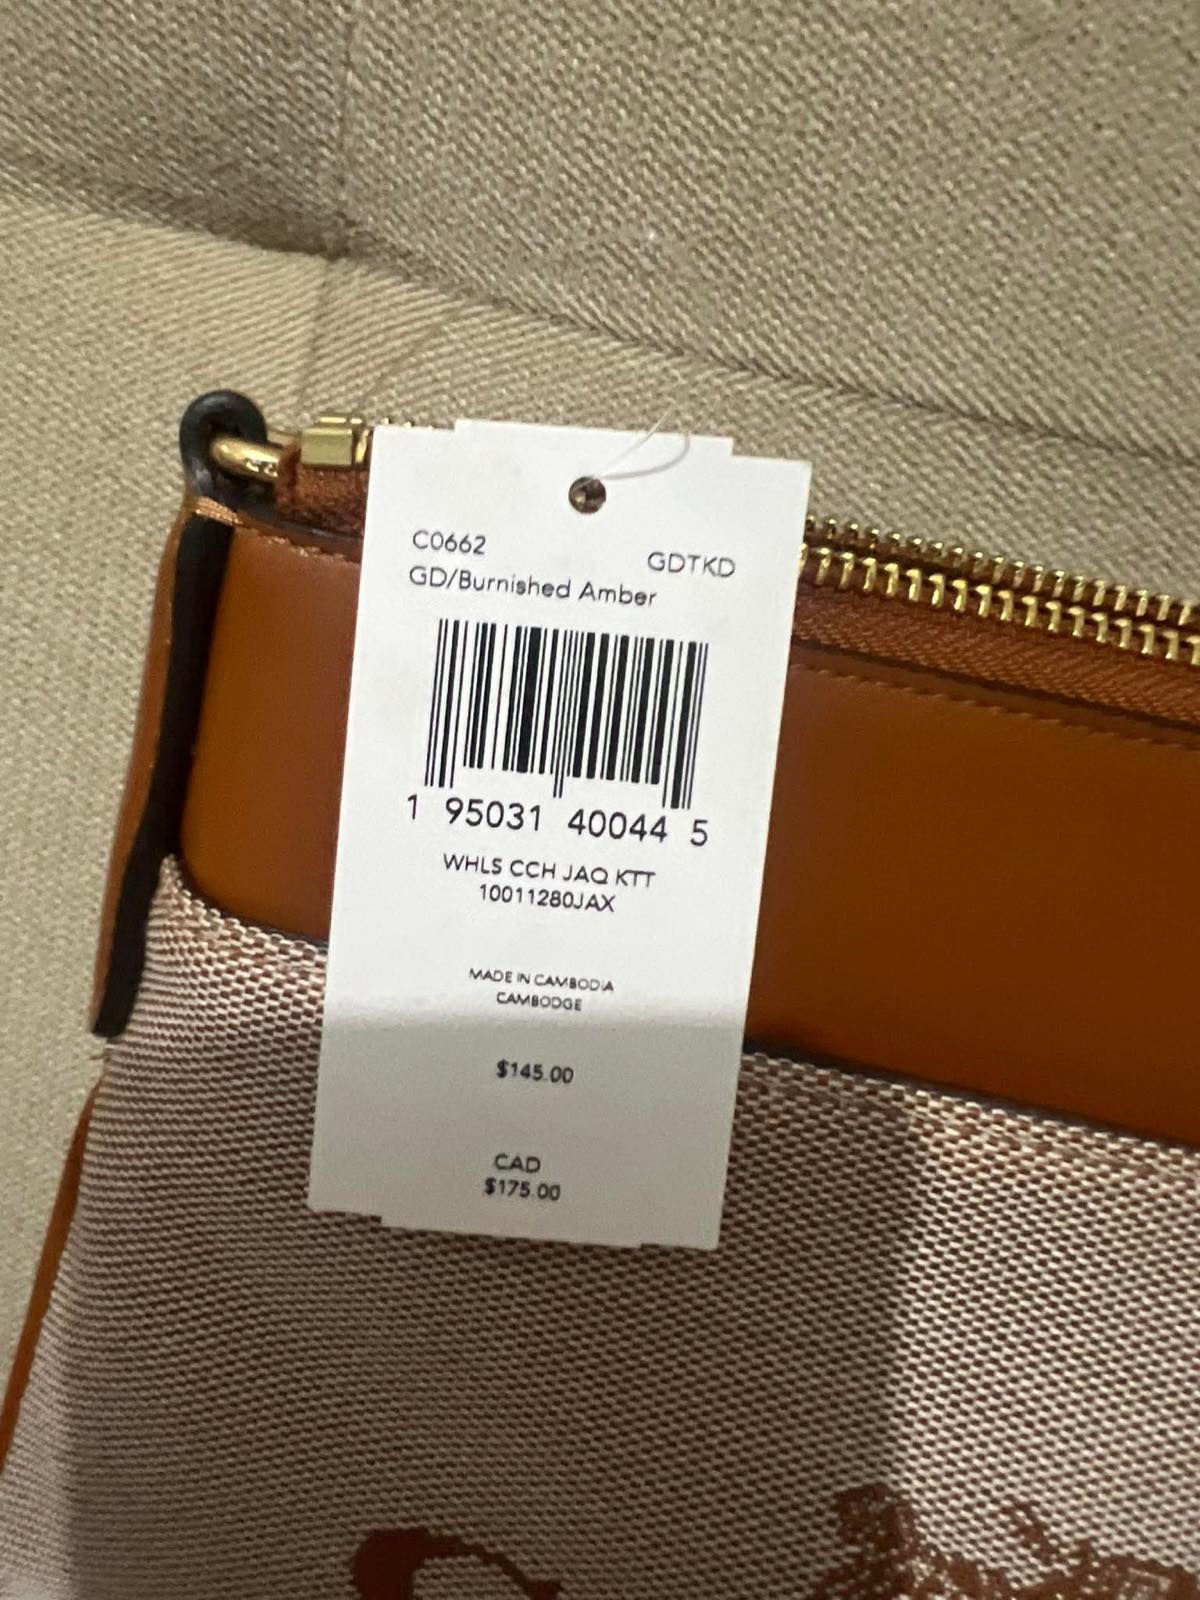 C0662 GDTKD
GD/Burnished Amber
1 95031 40044 5
WHLS CCH JAQ KTT
10011280JAX
MADE IN CAMBODIA
CAMBODGE
$145.00
CAD
$175.00